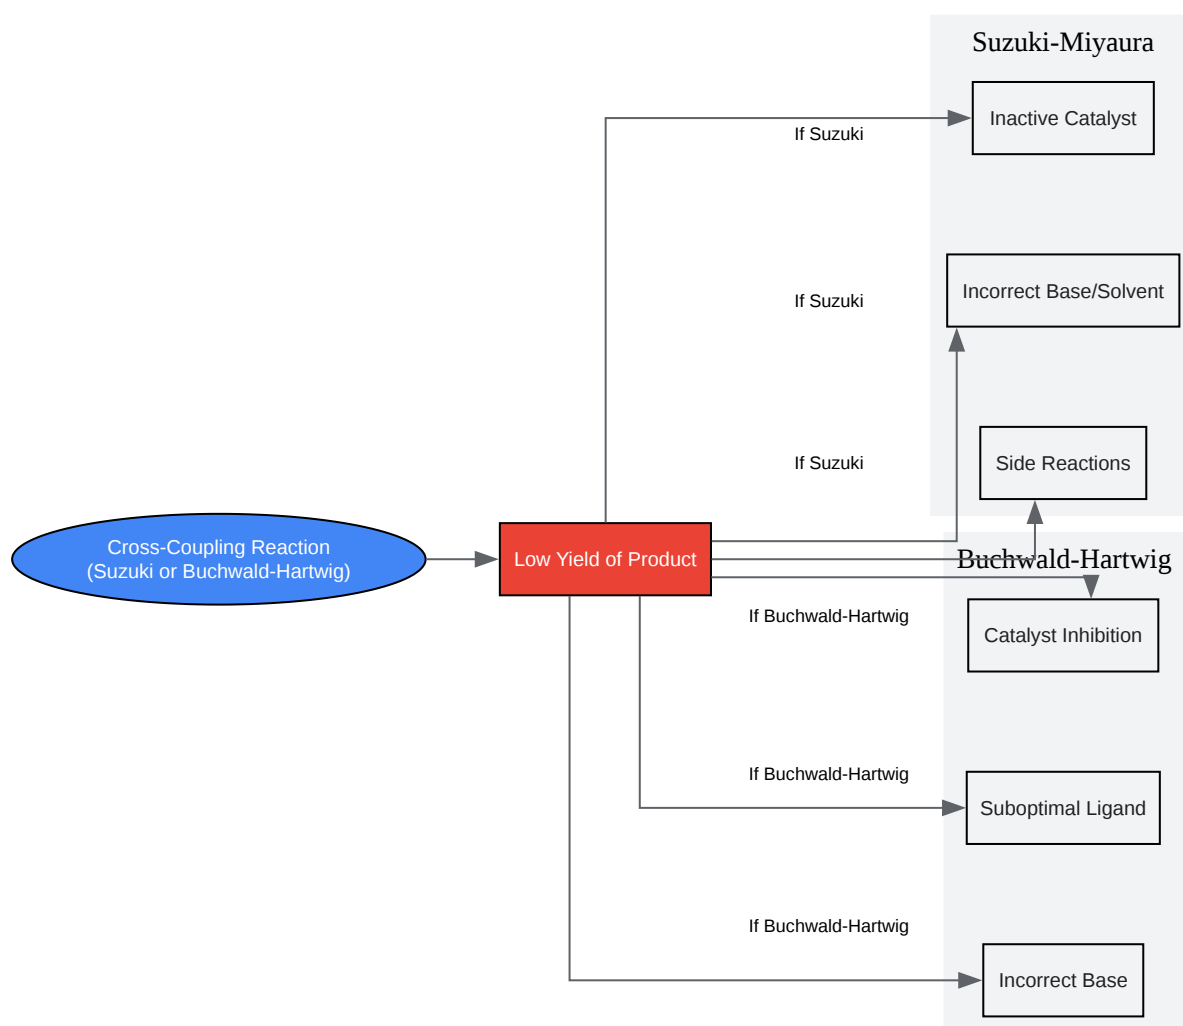 Suzuki-Miyaura
Inactive Catalyst
If Suzuki
Incorrect Base/Solvent
If Suzuki
Side Reactions
If Suzuki
Cross-Coupling Reaction
(Suzuki or Buchwald-Hartwig)
Low Yield of Product
Buchwald-Hartwig
If Buchwald-Hartwig
Catalyst Inhibition
If Buchwald-Hartwig
Suboptimal Ligand
If Buchwald-Hartwig
Incorrect Base